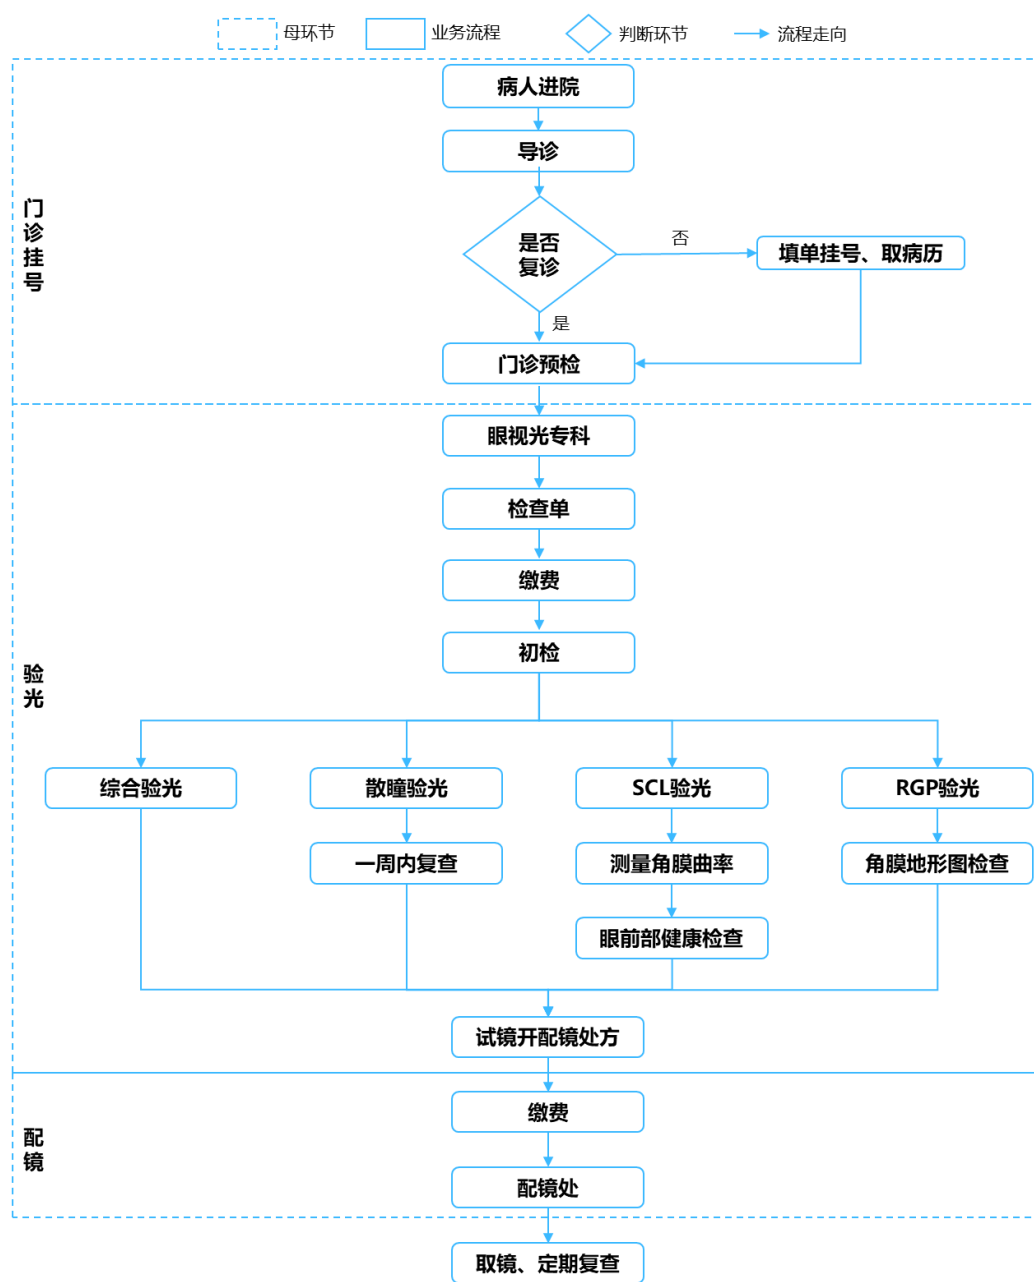 母环节
业务流程
判断环节
流程走向
门诊挂号
病人进院
导诊
是否
复诊
否
填单挂号、取病历
是
门诊预检
验光
眼视光专科
检查单
缴费
初检
综合验光
散瞳验光
SCL验光
RGP验光
一周内复查
测量角膜曲率
角膜地形图检查
眼前部健康检查
试镜开配镜处方
配镜
缴费
配镜处
取镜、定期复查